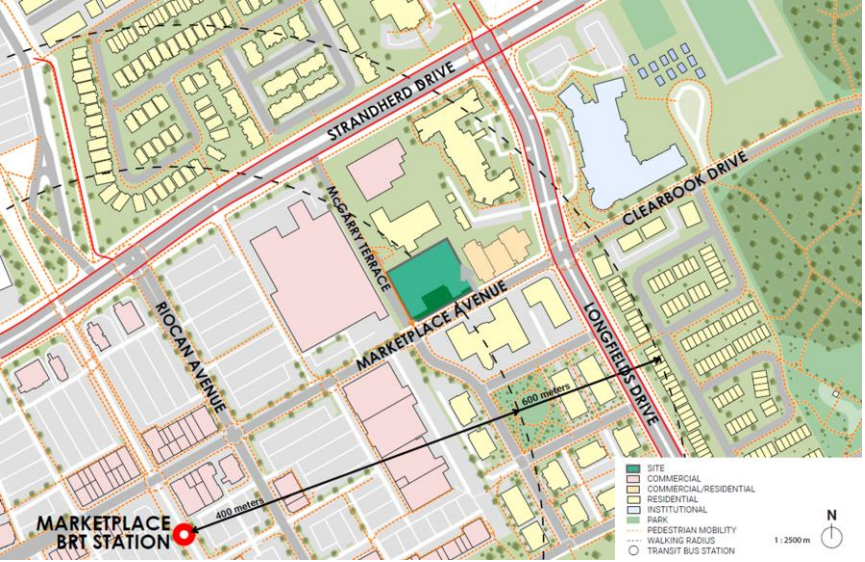 STRANDHERD DRIVE
McGARRY TERRACE
CLEARBOOK DRIVE
RIOCAN AVENUE
MARKETPLACE AVENUE
LONGFIELDS DRIVE
600 meters
400 meters
MARKETPLACE
BRT STATION
SITE
COMMERCIAL
COMMERCIAL/RESIDENTIAL
RESIDENTIAL
INSTITUTIONAL
PARK
PEDESTRIAN MOBILITY
WALKING RADIUS
TRANSIT BUS STATION
N
1 : 2500 m